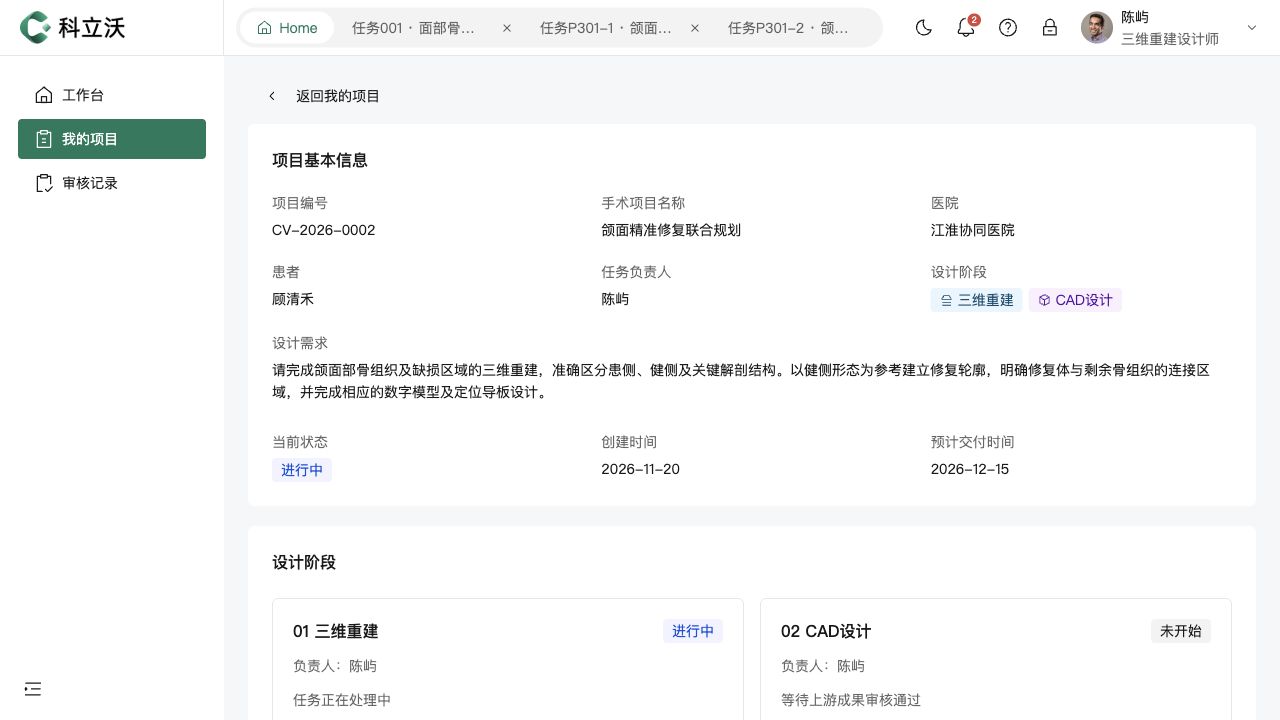 科立沃
Home
任务001 · 面部骨...
任务P301-1 · 颌面...
任务P301-2 · 颌...
2
陈屿
三维重建设计师
工作台
我的项目
审核记录
返回我的项目
项目基本信息
项目编号
手术项目名称
医院
CV-2026-0002
颌面精准修复联合规划
江淮协同医院
患者
任务负责人
设计阶段
顾清禾
陈屿
三维重建
CAD设计
设计需求
请完成颌面部骨组织及缺损区域的三维重建，准确区分患侧、健侧及关键解剖结构。以健侧形态为参考建立修复轮廓，明确修复体与剩余骨组织的连接区
域，并完成相应的数字模型及定位导板设计。
当前状态
创建时间
预计交付时间
进行中
2026-11-20
2026-12-15
设计阶段
01 三维重建
进行中
负责人：陈屿
任务正在处理中
02 CAD设计
未开始
负责人：陈屿
等待上游成果审核通过